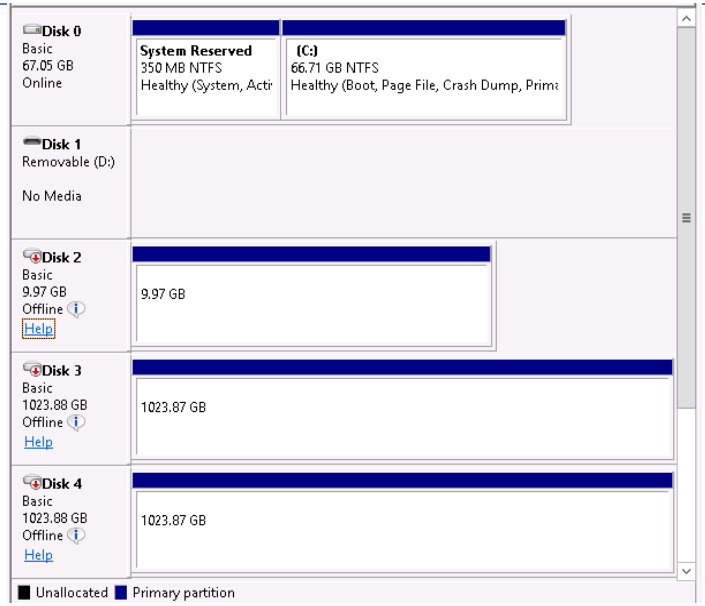 Disk 0
Basic
67.05 GB
Online
System Reserved
350 MB NTFS
Healthy (System, Acti
(C:)
66.71 GB NTFS
Healthy (Boot, Page File, Crash Dump, Prima
Disk 1
Removable (D:)
No Media
Disk 2
Basic
9.97 GB
Offline
Help
9.97 GB
Disk 3
Basic
1023.88 GB
Offline
Help
1023.87 GB
Disk 4
Basic
1023.88 GB
Offline
Help
1023.87 GB
Unallocated Primary partition